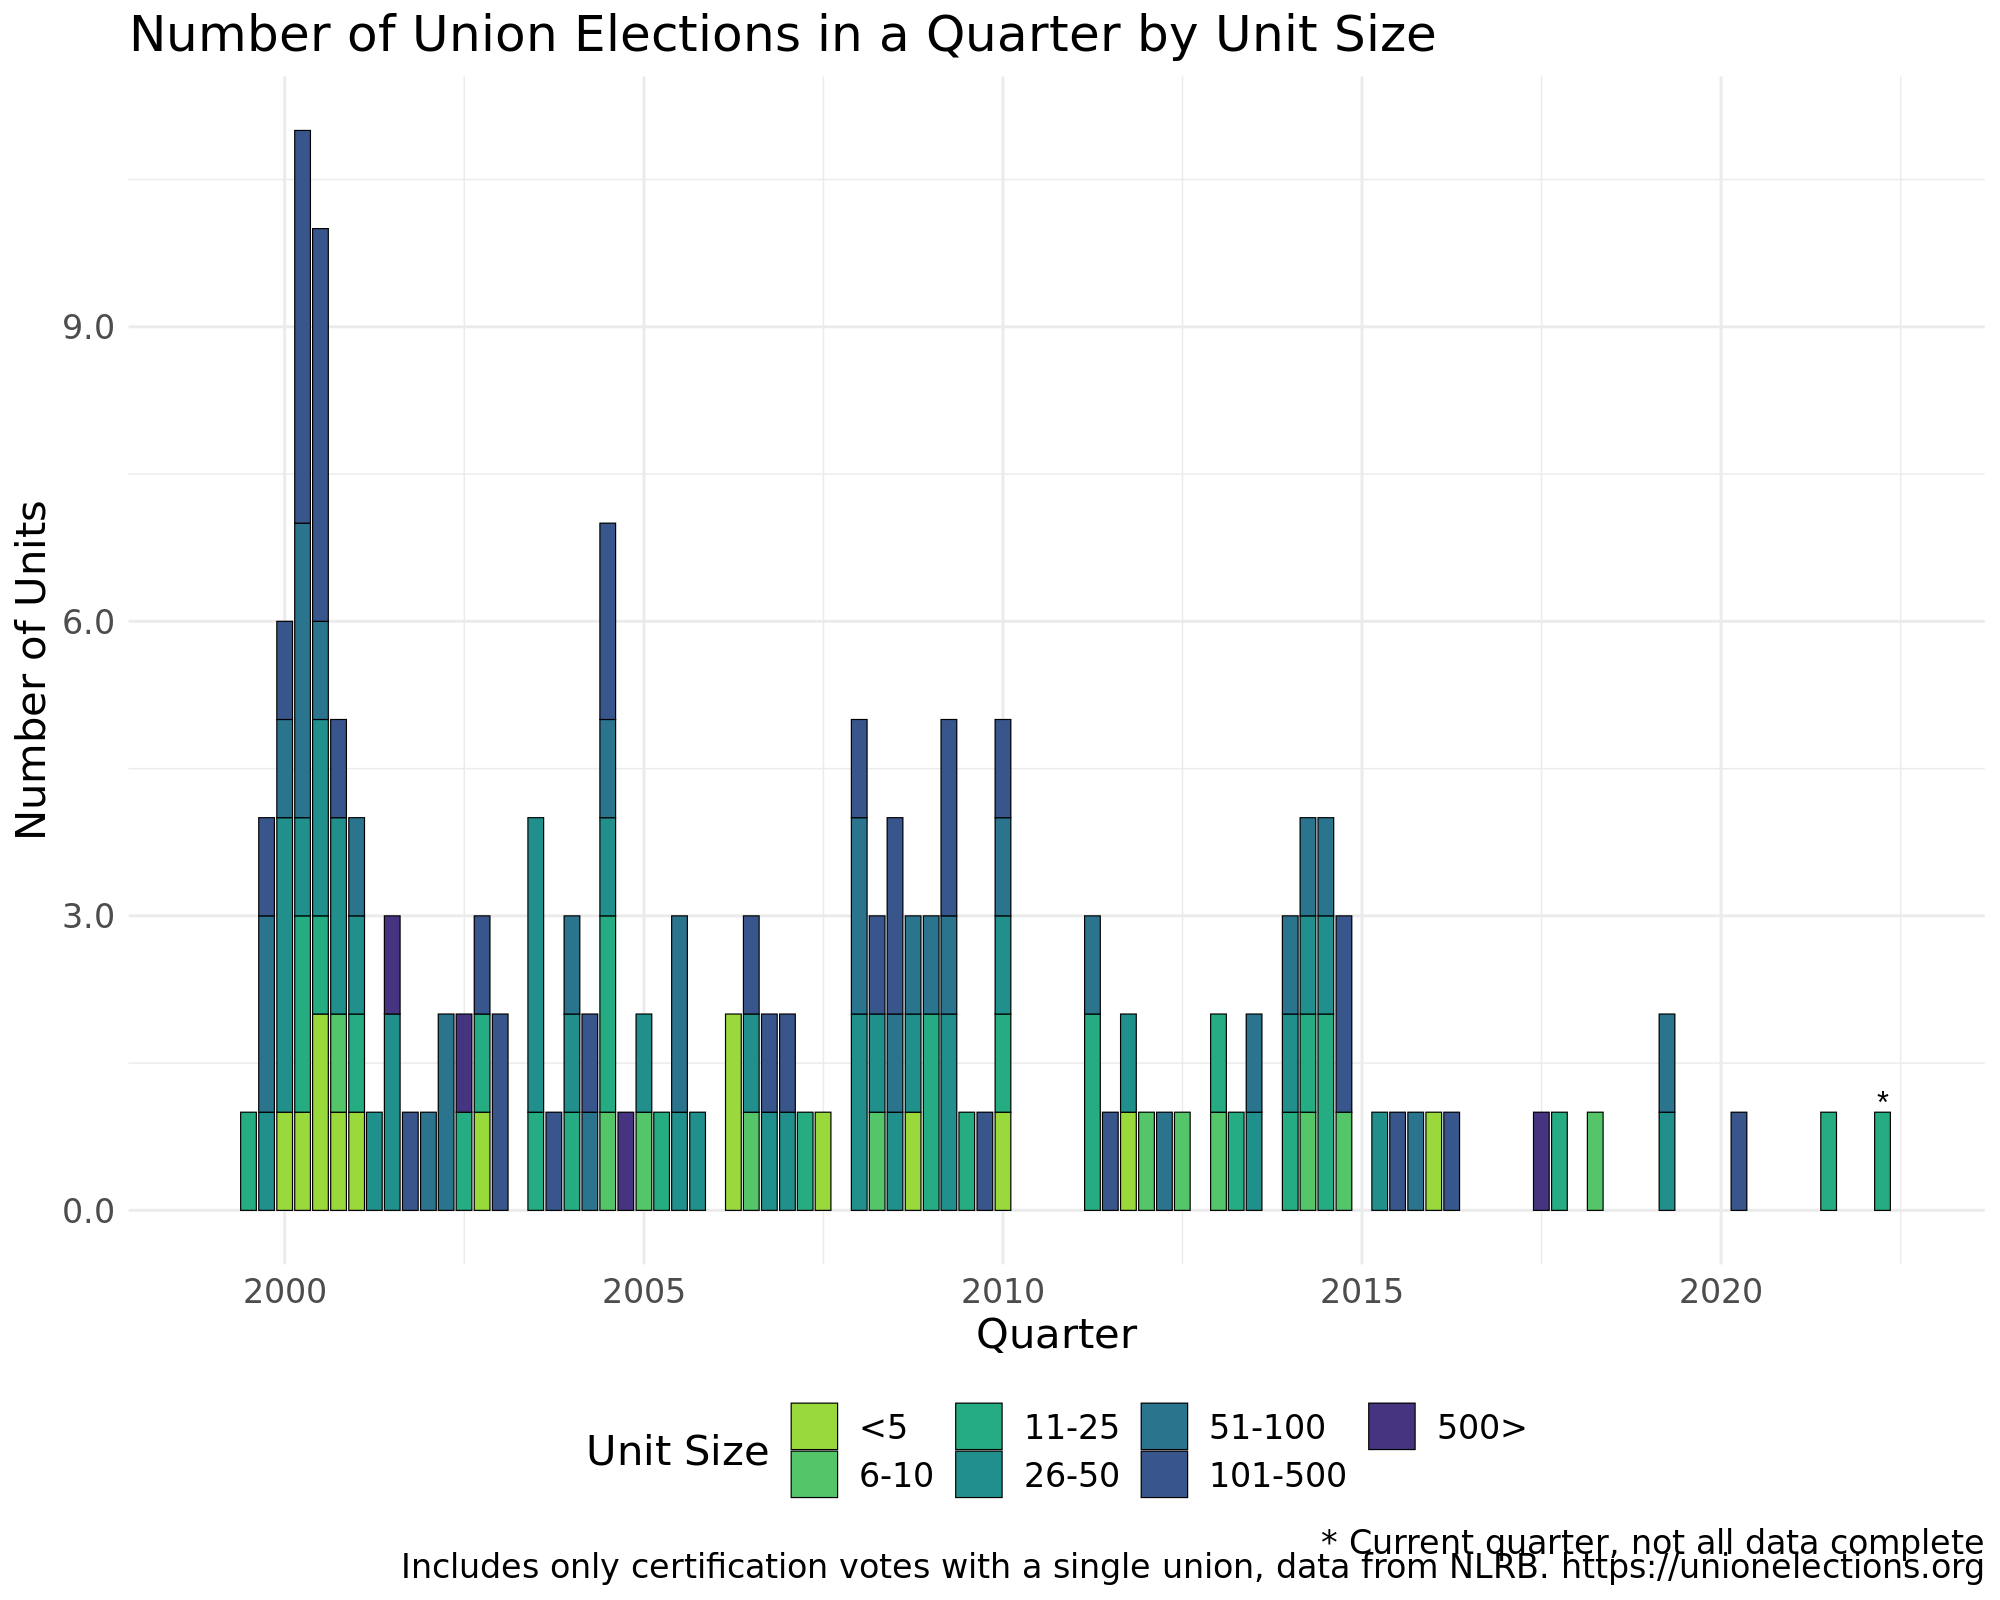 Number of Union Elections in a Quarter by Unit Size
Number of Units
9.0
6.0
3.0
0.0
*
2000 2005 2010 2015 2020
Quarter
Unit Size
<5 11-25 51-100 500>
6-10 26-50 101-500
* Current quarter, not all data complete
Includes only certification votes with a single union, data from NLRB. https://unionelections.org